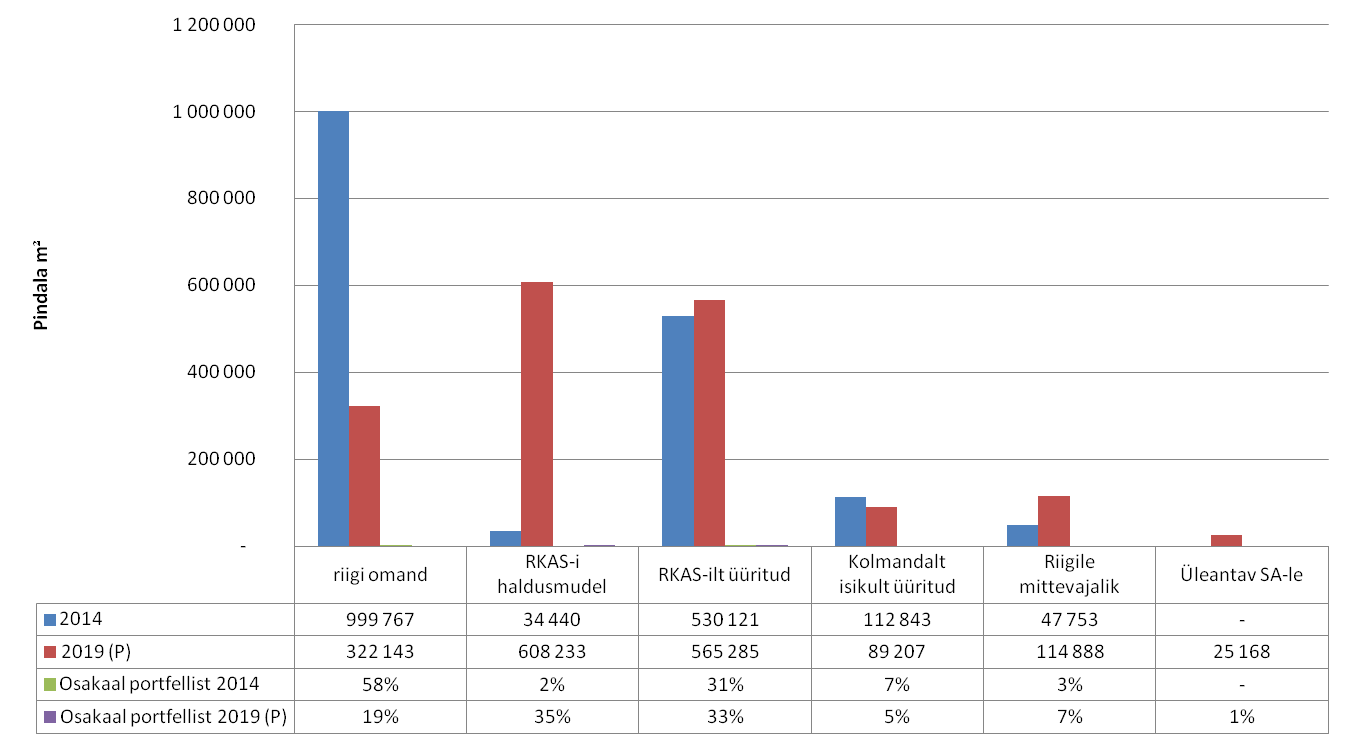 1 200 000
1 000 000
800 000
600 000
400 000
200 000
-
Pindala m²
riigi omand
RKAS-i haldusmudel
RKAS-ilt üüritud
Kolmandalt isikult üüritud
Riigile mittevajalik
Üleantav SA-le
2014 999 767 34 440 530 121 112 843 47 753 -
2019 (P) 322 143 608 233 565 285 89 207 114 888 25 168
Osakaal portfellist 2014 58% 2% 31% 7% 3% -
Osakaal portfellist 2019 (P) 19% 35% 33% 5% 7% 1%